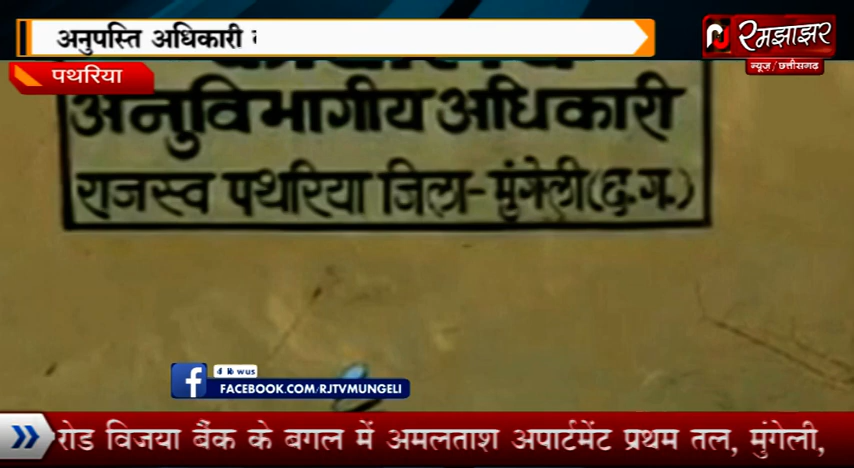 अनुपस्ति अधिकारी
रमझाझर
न्यूज/छत्तीसगढ़
पथरिया
अनुविभागीय अधिकारी
राजस्व पथरिया जिला-मुंगेली(छ.ग.)
FACEBOOK.COM/RJTVMUNGELI
रोड विजया बैंक के बगल में अमलताश अपार्टमेंट प्रथम तल, मुंगेली,